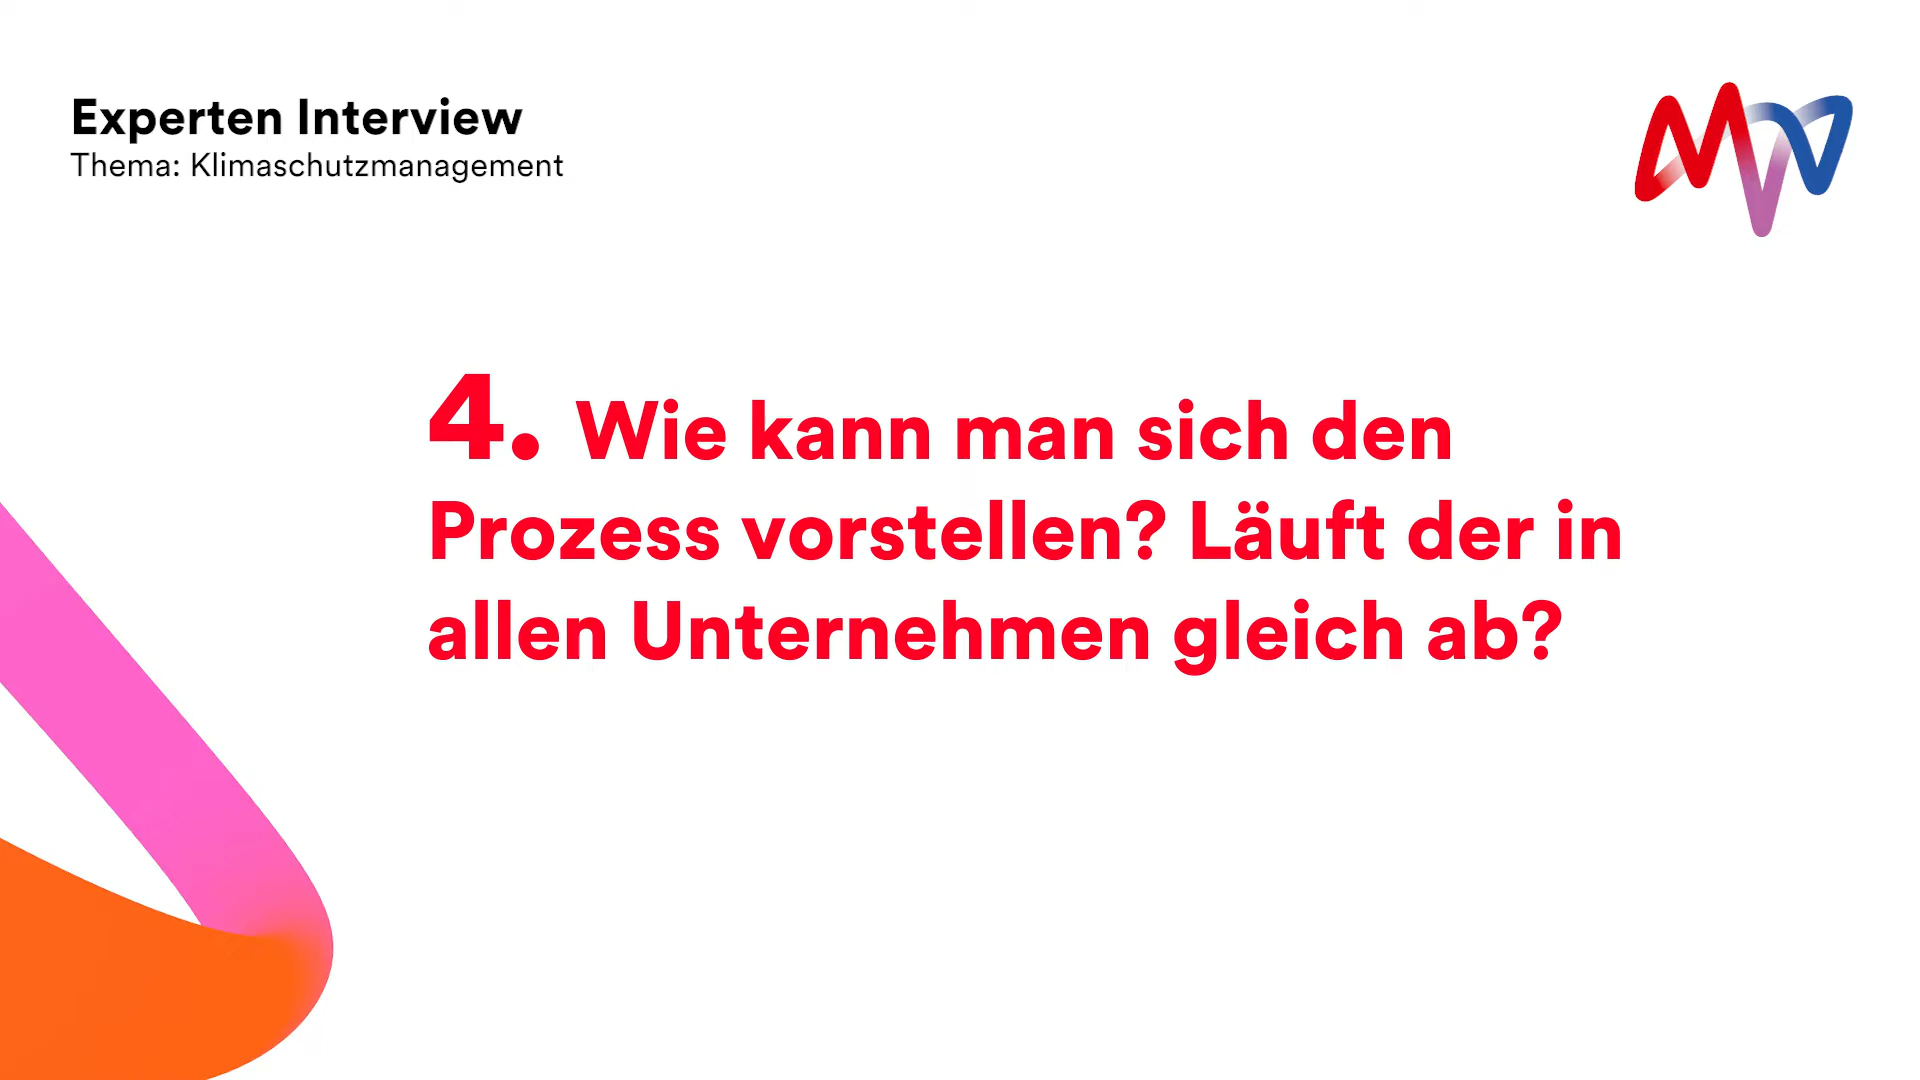 Experten Interview
Thema: Klimaschutzmanagement
MVV
4. Wie kann man sich den
Prozess vorstellen? Läuft der in
allen Unternehmen gleich ab?